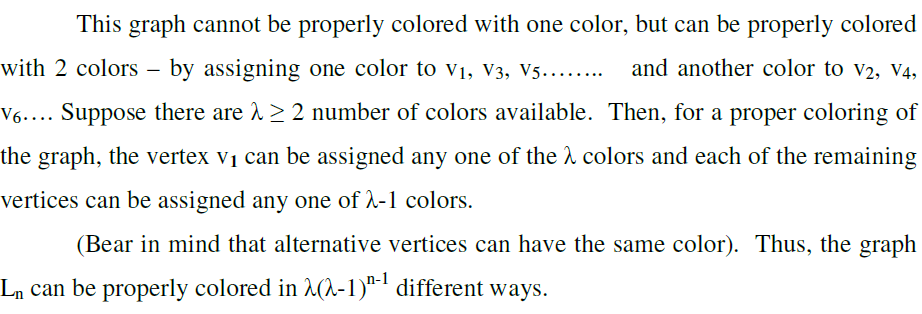 This graph cannot be properly colored with one color, but can be properly colored
with 2 colors – by assigning one color to v₁, v₃, v₅........ and another color to v₂, v₄,
v₆.... Suppose there are λ ≥ 2 number of colors available. Then, for a proper coloring of
the graph, the vertex v₁ can be assigned any one of the λ colors and each of the remaining
vertices can be assigned any one of λ-1 colors.
(Bear in mind that alternative vertices can have the same color). Thus, the graph
Lₙ can be properly colored in λ(λ-1)ⁿ⁻¹ different ways.